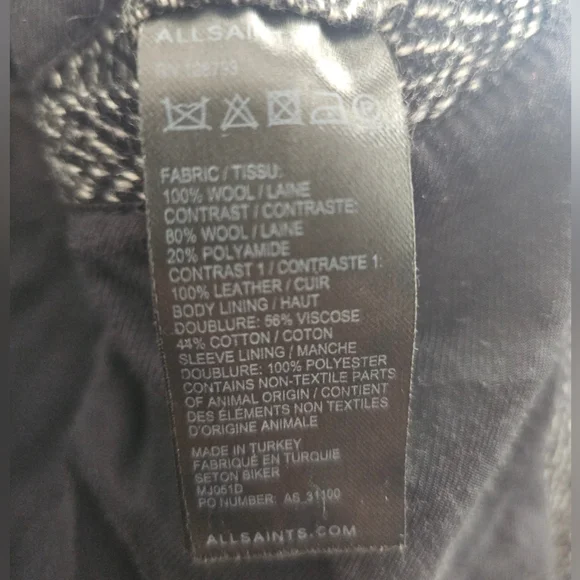 ALLSAINTS
FABRIC / TISSU:
100% WOOL / LAINE
CONTRAST / CONTRASTE:
80% WOOL / LAINE
20% POLYAMIDE
CONTRAST 1 / CONTRASTE 1:
100% LEATHER / CUIR
BODY LINING / HAUT
DOUBLURE: 56% VISCOSE
44% COTTON / COTON
SLEEVE LINING / MANCHE
DOUBLURE: 100% POLYESTER
CONTAINS NON-TEXTILE PARTS
OF ANIMAL ORIGIN / CONTIENT
DES ÉLÉMENTS NON TEXTILES
D'ORIGINE ANIMALE
MADE IN TURKEY
FABRIQUÉ EN TURQUIE
SETON BIKER
MJ051D
PO NUMBER:
ALLSAINTS.COM